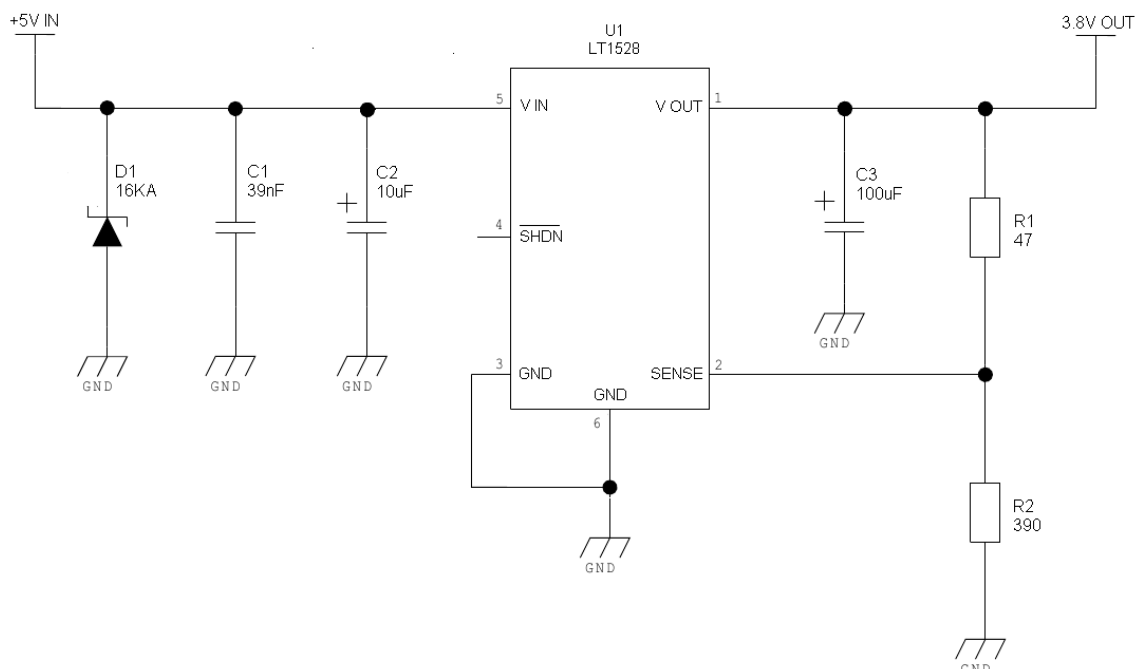 +5V IN
U1
LT1528
3.8V OUT
5
V IN
V OUT
1
D1
16KA
C1
39nF
C2
10uF
+
4
SHDN
C3
100uF
+
R1
47
3
GND
SENSE
2
GND
6
GND
GND
GND
GND
GND
R2
390
GND